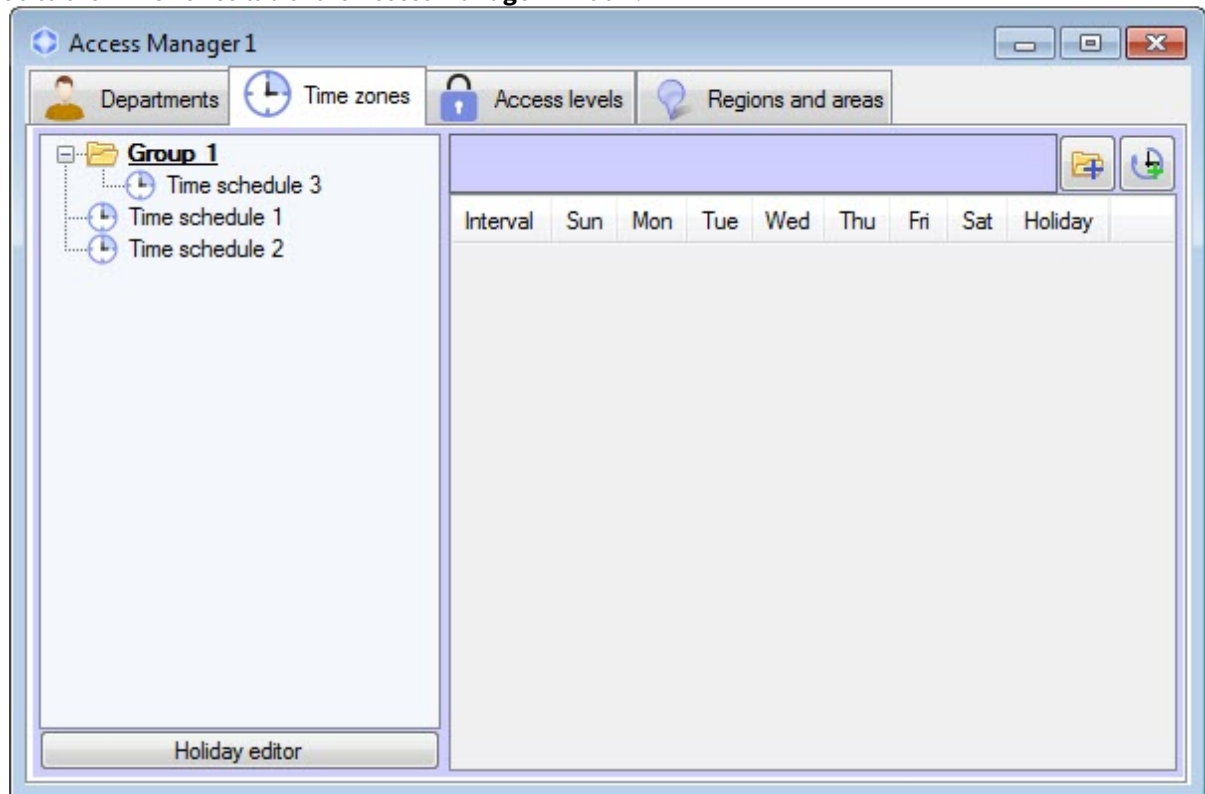 Access Manager 1
Departments Time zones Access levels Regions and areas
Group 1
Time schedule 3
Time schedule 1
Time schedule 2
Interval Sun Mon Tue Wed Thu Fri Sat Holiday
Holiday editor